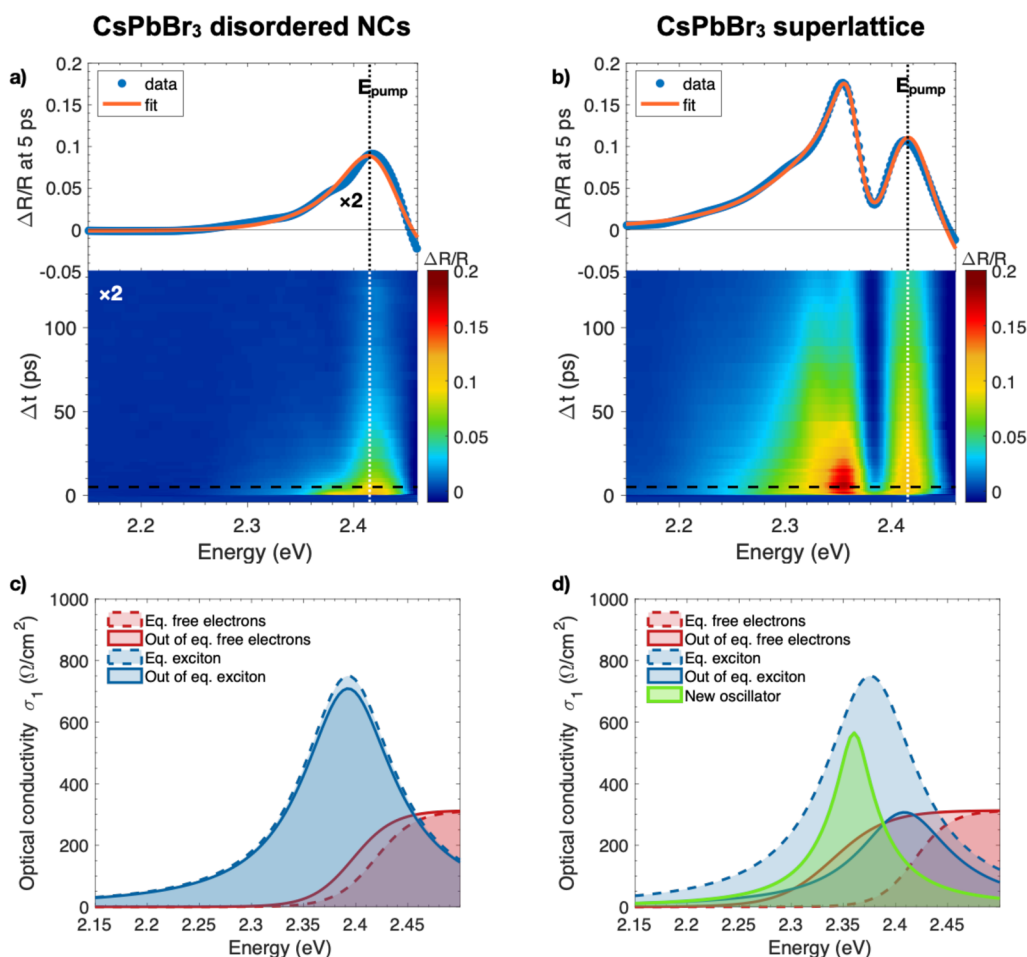 CsPbBr₃ disordered NCs
CsPbBr₃ superlattice
a)
0.2
0.15
0.1
0.05
0
-0.05
ΔR/R at 5 ps
data
fit
E_pump
×2
ΔR/R
×2
100
50
0
Δt (ps)
2.2
2.3
2.4
Energy (eV)
0.2
0.15
0.1
0.05
0
b)
0.2
0.15
0.1
0.05
0
-0.05
ΔR/R at 5 ps
data
fit
E_pump
ΔR/R
100
50
0
Δt (ps)
2.2
2.3
2.4
Energy (eV)
0.2
0.15
0.1
0.05
0
c)
1000
800
600
400
200
0
Optical conductivity σ₁ (Ω/cm²)
Eq. free electrons
Out of eq. free electrons
Eq. exciton
Out of eq. exciton
2.15
2.2
2.25
2.3
2.35
2.4
2.45
Energy (eV)
d)
1000
800
600
400
200
0
Optical conductivity σ₁ (Ω/cm²)
Eq. free electrons
Out of eq. free electrons
Eq. exciton
Out of eq. exciton
New oscillator
2.15
2.2
2.25
2.3
2.35
2.4
2.45
Energy (eV)